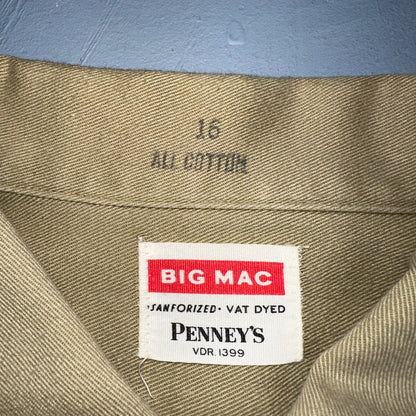 16
ALL COTTON
BIG MAC
·SANFORIZED· VAT DYED
PENNEY'S
VDR.1399